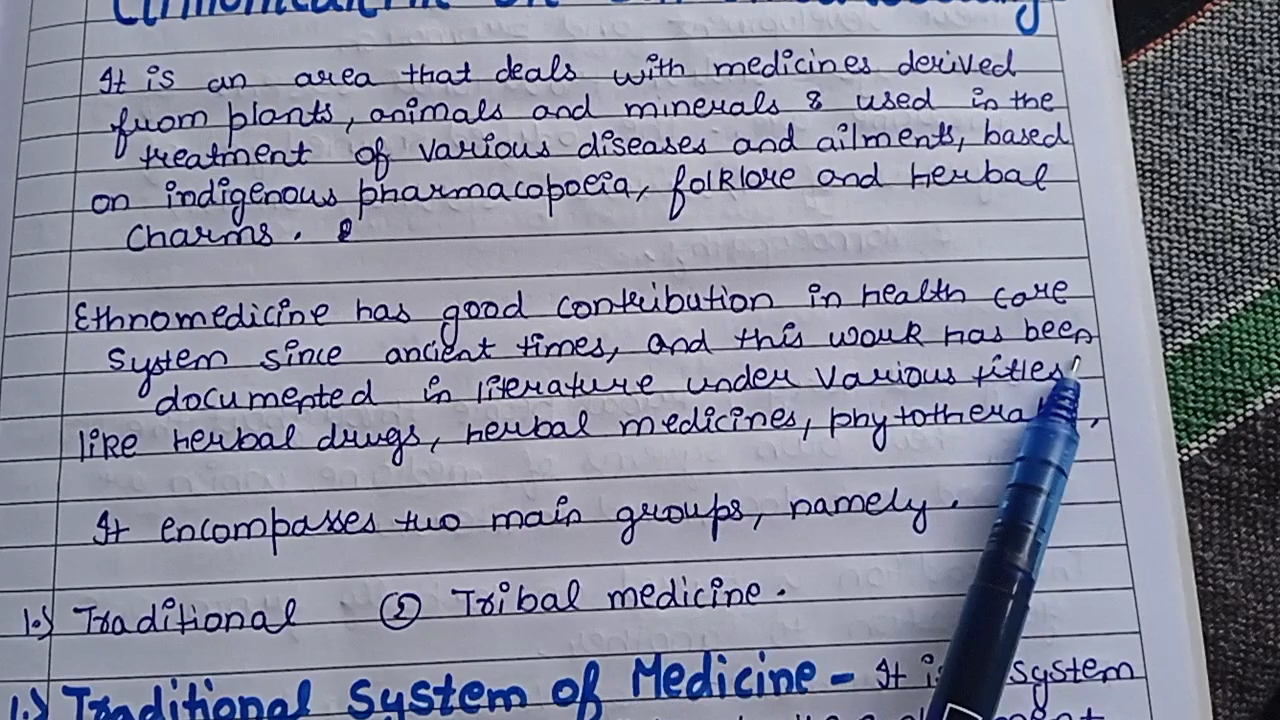 It is an area that deals with medicines derived
from plants, animals and minerals & used in the
treatment of various diseases and ailments, based
on indigenous pharmacopoeia, folklore and herbal
charms.
Ethnomedicine has good contribution in health care
system since ancient times, and this work has been
documented in literature under various titles
like herbal drugs, herbal medicines,
It encompasses two main groups, namely.
1.) Traditional ② Tribal medicine.
1.) Traditional System of Medicine - It is system